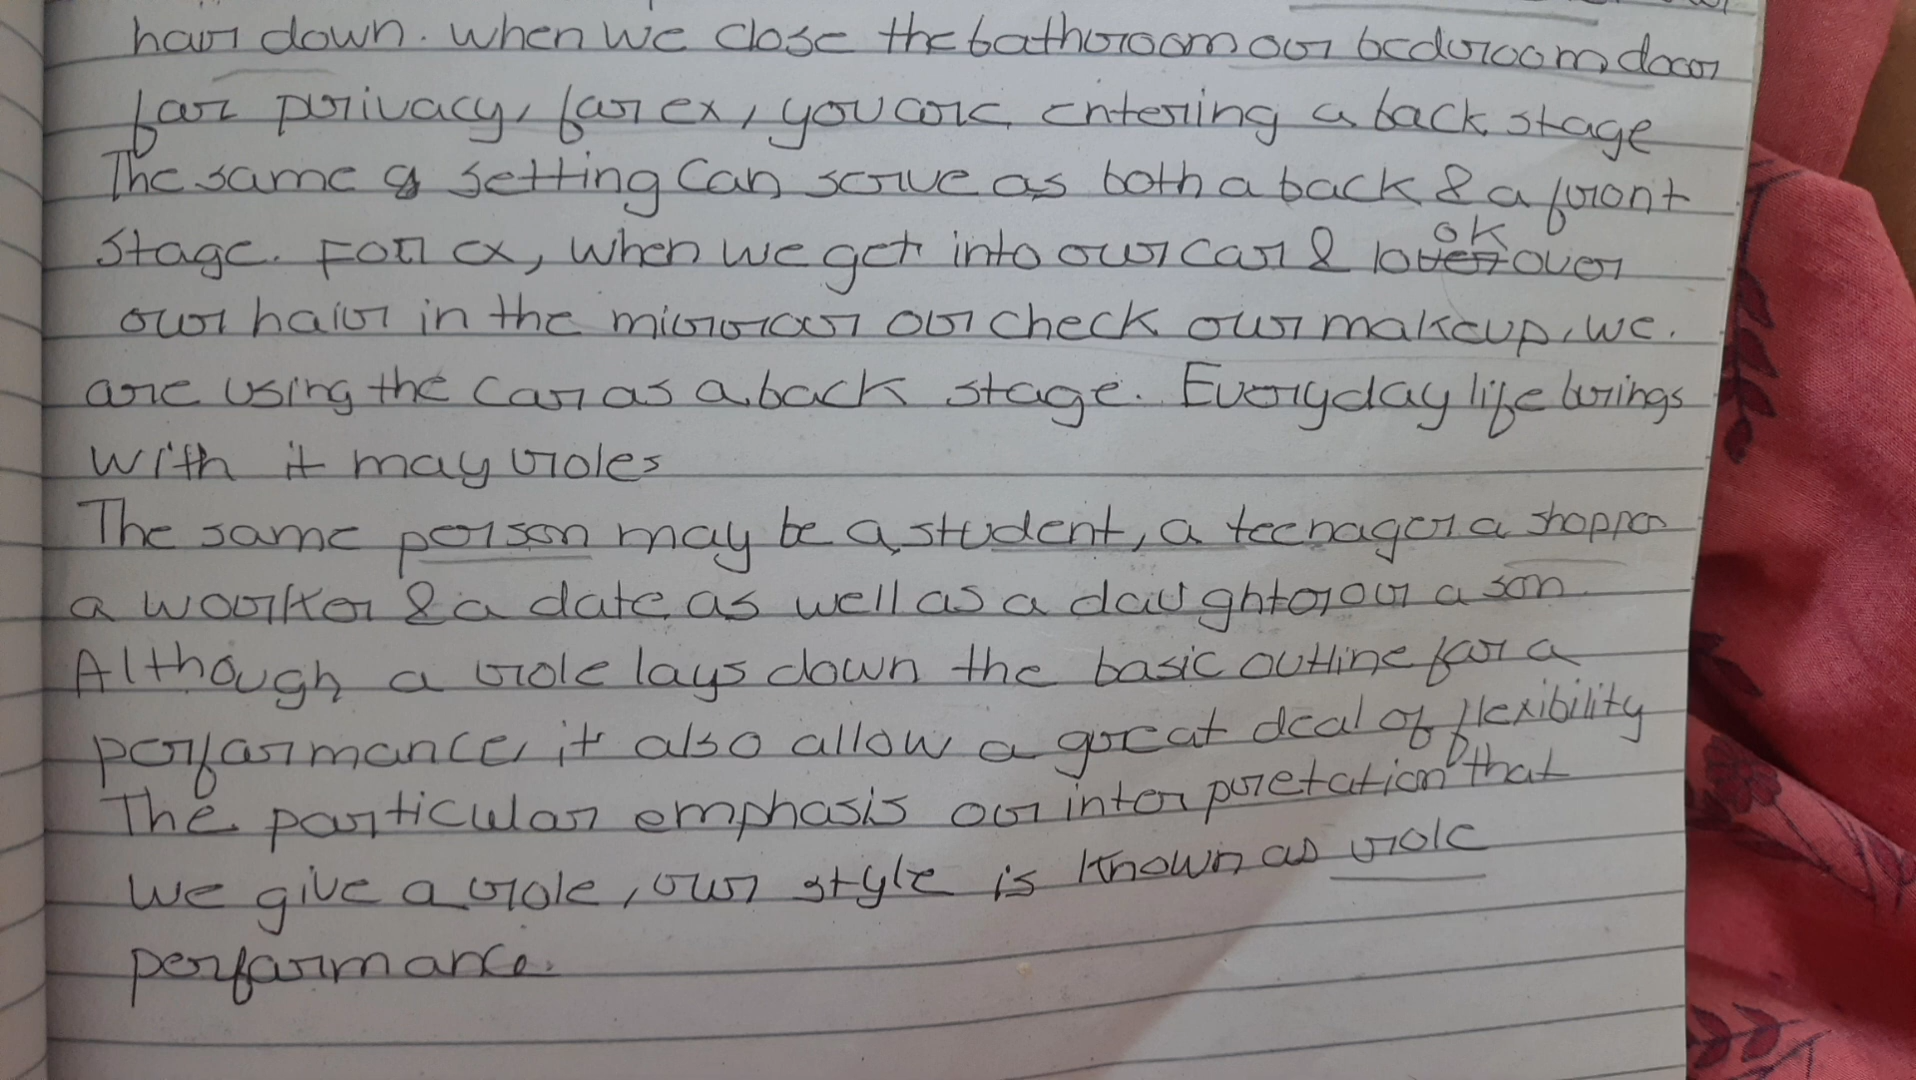 hair down. When we close the bathroom or bedroom door
for privacy, for ex, you are entering a back stage
The same setting can serve as both a back & a front
stage. For ex, when we get into our car & look over
our hair in the mirror or check our makeup, we.
are using the car as a back stage. Everyday life brings
with it may roles
The same person may be a student, a teenager a shopper
a worker & a date as well as a daughter or a son
Although a role lays down the basic outline for a
performance, it also allow a great deal of flexibility
The particular emphasis or interpretation that
we give a role, our style is known as role
performance.